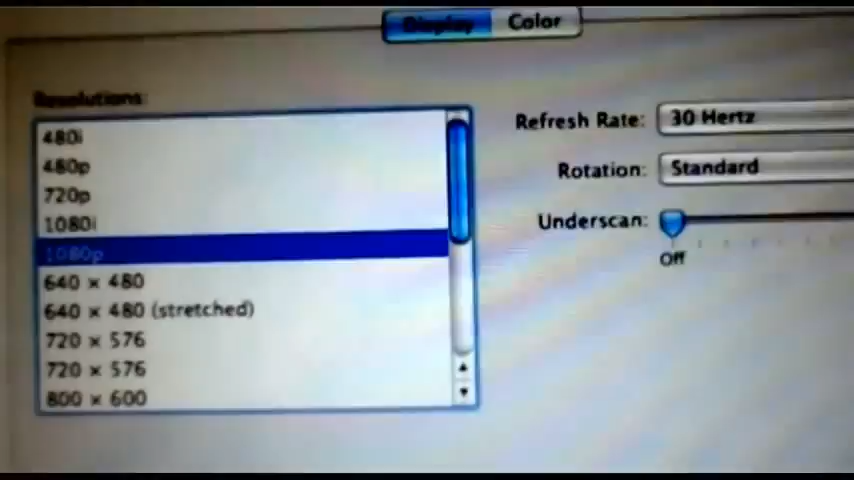 Display Color
Resolutions:
480i
480p
720p
1080i
1080p
640 x 480
640 x 480 (stretched)
720 x 576
720 x 576
800 x 600
Refresh Rate: 30 Hertz
Rotation: Standard
Underscan:
Off